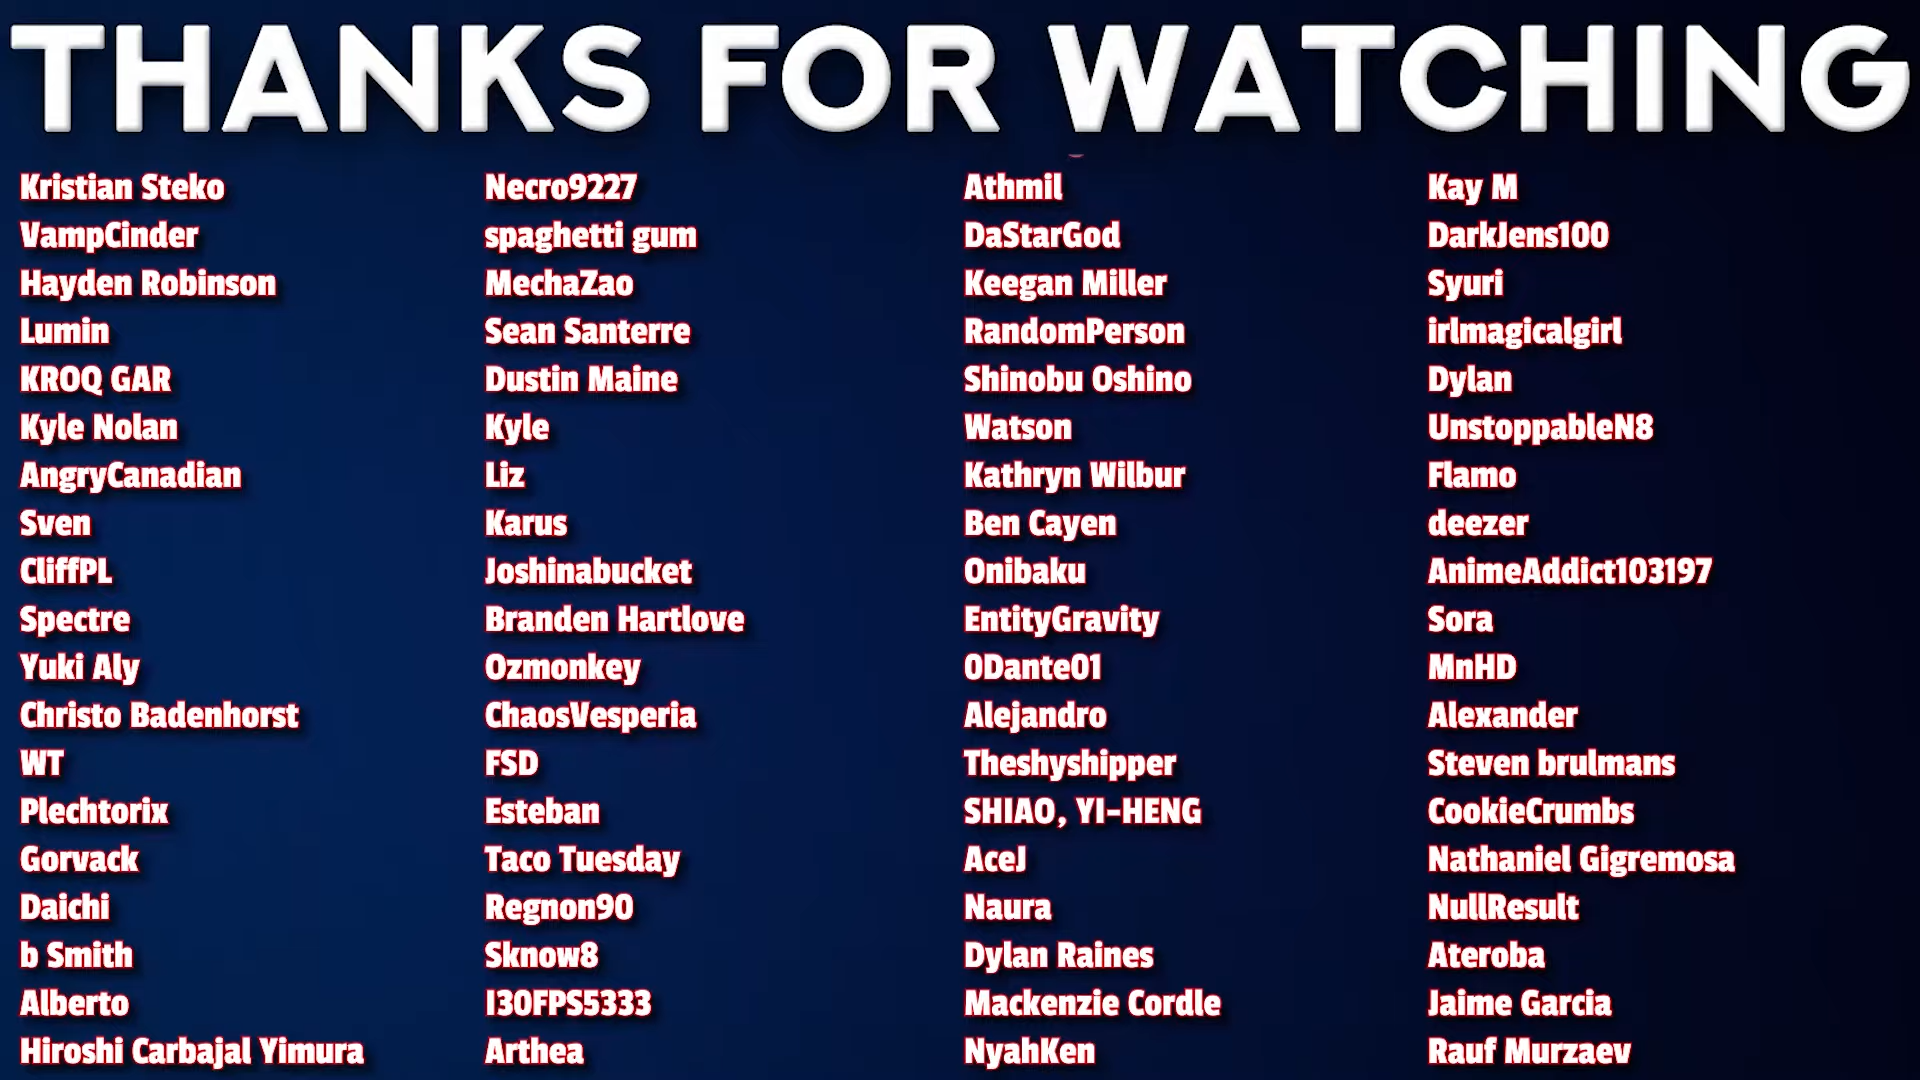 THANKS FOR WATCHING
Kristian Steko
VampCinder
Hayden Robinson
Lumin
KROQ GAR
Kyle Nolan
AngryCanadian
Sven
CliffPL
Spectre
Yuki Aly
Christo Badenhorst
WT
Plechtorix
Gorvack
Daichi
b Smith
Alberto
Hiroshi Carbajal Yimura
Necro9227
spaghetti gum
MechaZao
Sean Santerre
Dustin Maine
Kyle
Liz
Karus
Joshinabucket
Branden Hartlove
Ozmonkey
ChaosVesperia
FSD
Esteban
Taco Tuesday
Regnon90
Sknow8
I30FPS5333
Arthea
Athmil
DaStarGod
Keegan Miller
RandomPerson
Shinobu Oshino
Watson
Kathryn Wilbur
Ben Cayen
Onibaku
EntityGravity
0Dante01
Alejandro
Theshyshipper
SHIAO, YI-HENG
AceJ
Naura
Dylan Raines
Mackenzie Cordle
NyahKen
Kay M
DarkJens100
Syuri
irlmagicalgirl
Dylan
UnstoppableN8
Flamo
deezer
AnimeAddict103197
Sora
MnHD
Alexander
Steven brulmans
CookieCrumbs
Nathaniel Gigremosa
NullResult
Ateroba
Jaime Garcia
Rauf Murzaev